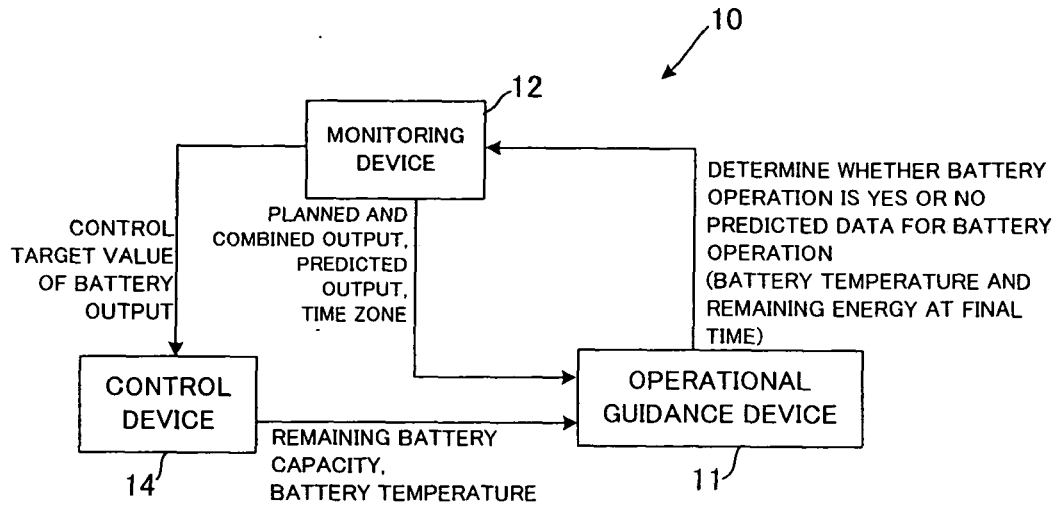 10
12
MONITORING
DEVICE
CONTROL
TARGET VALUE
OF BATTERY
OUTPUT
PLANNED AND
COMBINED OUTPUT,
PREDICTED
OUTPUT,
TIME ZONE
DETERMINE WHETHER BATTERY
OPERATION IS YES OR NO
PREDICTED DATA FOR BATTERY
OPERATION
(BATTERY TEMPERATURE AND
REMAINING ENERGY AT FINAL
TIME)
CONTROL
DEVICE
14
REMAINING BATTERY
CAPACITY,
BATTERY TEMPERATURE
OPERATIONAL
GUIDANCE DEVICE
11